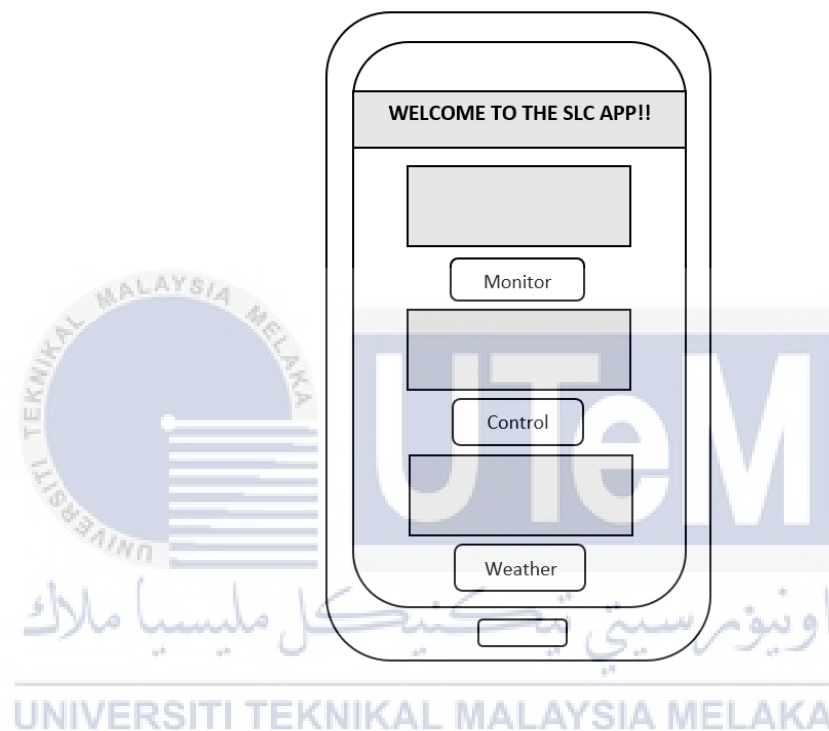 WELCOME TO THE SLC APP!!
Monitor
Control
Weather
UNIVERSITI TEKNIKAL MALAYSIA MELAKA
UTeM
اونيورسيتي تيكنيكل مليسيا ملاك
UNIVERSITI TEKNIKAL MALAYSIA MELAKA